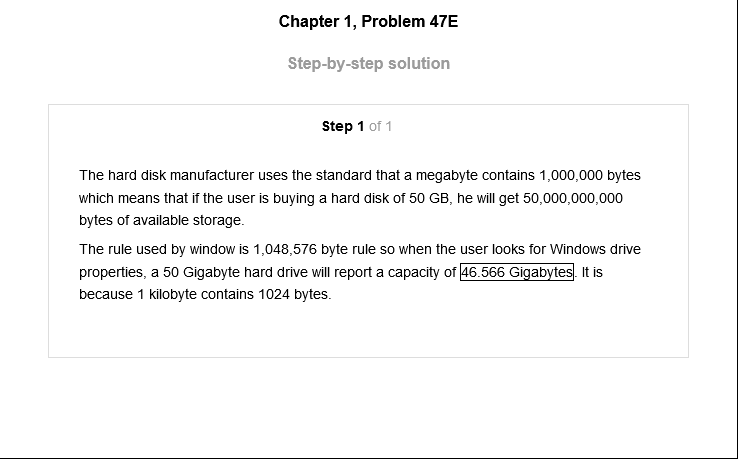 Chapter 1, Problem 47E
Step-by-step solution
Step 1 of 1
The hard disk manufacturer uses the standard that a megabyte contains 1,000,000 bytes
which means that if the user is buying a hard disk of 50 GB, he will get 50,000,000,000
bytes of available storage.
The rule used by window is 1,048,576 byte rule so when the user looks for Windows drive
properties, a 50 Gigabyte hard drive will report a capacity of 46.566 Gigabytes. It is
because 1 kilobyte contains 1024 bytes.